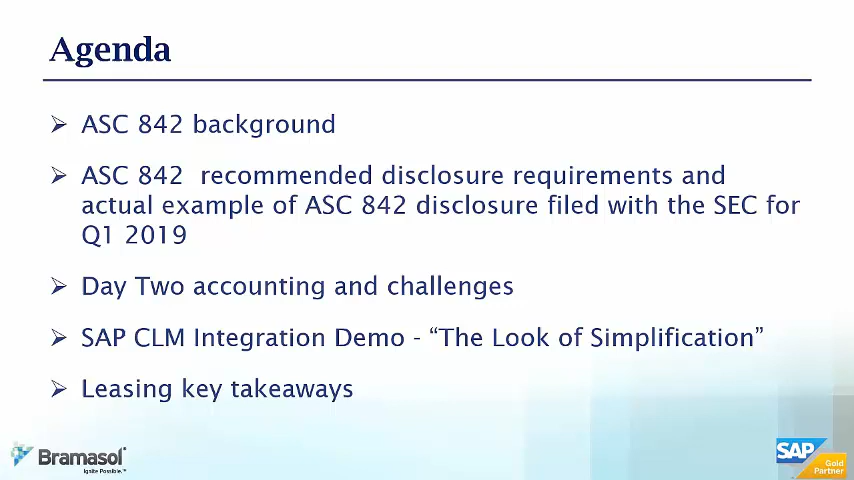 Agenda
ASC 842 background
ASC 842 recommended disclosure requirements and
actual example of ASC 842 disclosure filed with the SEC for
Q1 2019
Day Two accounting and challenges
SAP CLM Integration Demo - “The Look of Simplification”
Leasing key takeaways
Bramasol
Ignite Possible.™
SAP
Gold
Partner